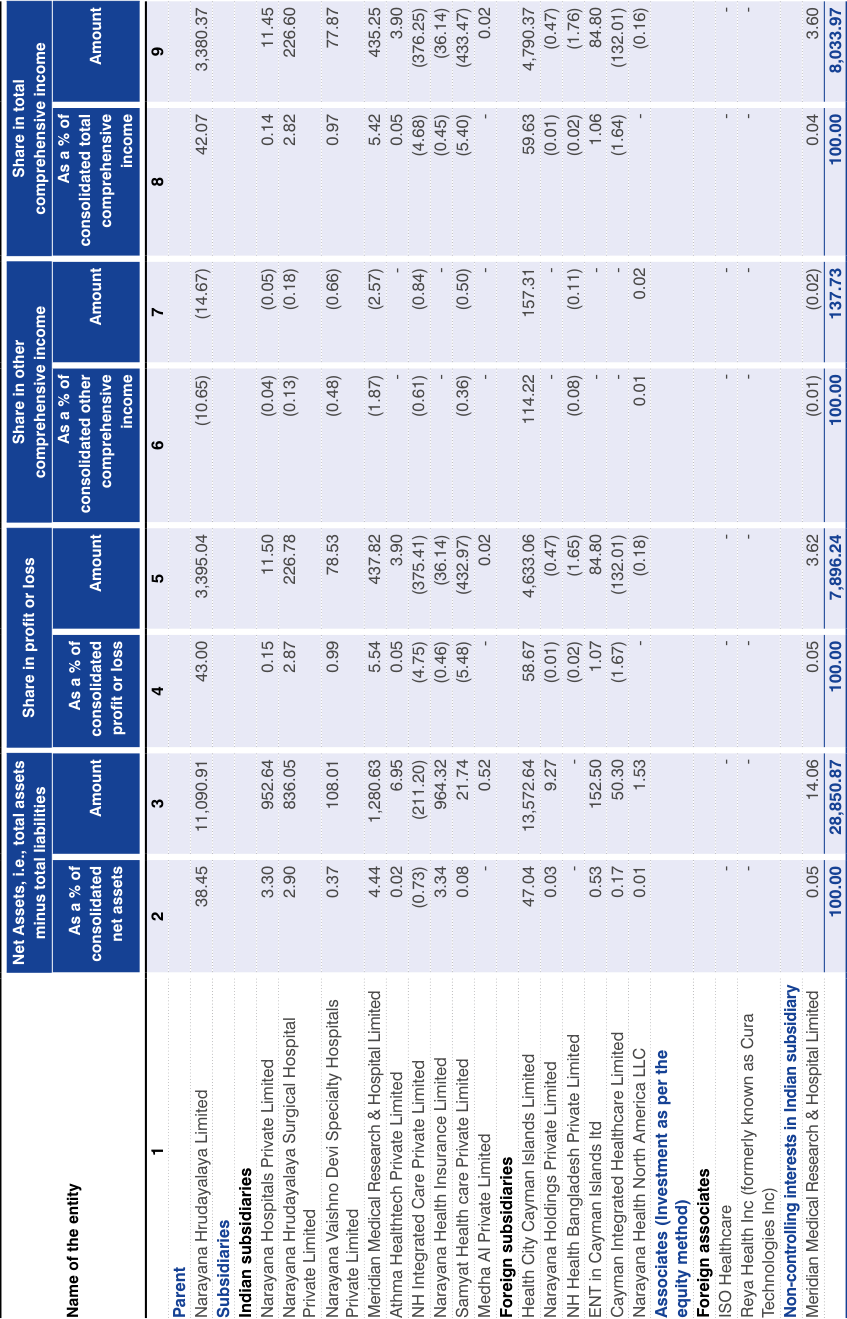 Name of the entity
Net Assets, i.e., total assets minus total liabilities
Share in profit or loss
Share in other comprehensive income
Share in total comprehensive income
As a % of consolidated net assets
Amount
As a % of consolidated profit or loss
Amount
As a % of consolidated other comprehensive income
Amount
As a % of consolidated total comprehensive income
Amount
1 2 3 4 5 6 7 8 9
Parent
Narayana Hrudayalaya Limited 38.45 11,090.91 43.00 3,395.04 (10.65) (14.67) 42.07 3,380.37
Subsidiaries
Indian subsidiaries
Narayana Hospitals Private Limited 3.30 952.64 0.15 11.50 (0.04) (0.05) 0.14 11.45
Narayana Hrudayalaya Surgical Hospital 2.90 836.05 2.87 226.78 (0.13) (0.18) 2.82 226.60
Private Limited
Narayana Vaishno Devi Specialty Hospitals 0.37 108.01 0.99 78.53 (0.48) (0.66) 0.97 77.87
Private Limited
Meridian Medical Research & Hospital Limited 4.44 1,280.63 5.54 437.82 (1.87) (2.57) 5.42 435.25
Athma Healthtech Private Limited 0.02 6.95 0.05 3.90 - - 0.05 3.90
NH Integrated Care Private Limited (0.73) (211.20) (4.75) (375.41) (0.61) (0.84) (4.68) (376.25)
Narayana Health Insurance Limited 3.34 964.32 (0.46) (36.14) - - (0.45) (36.14)
Samyat Health care Private Limited 0.08 21.74 (5.48) (432.97) (0.36) (0.50) (5.40) (433.47)
Medha AI Private Limited - 0.52 - 0.02 - - - 0.02
Foreign subsidiaries
Health City Cayman Islands Limited 47.04 13,572.64 58.67 4,633.06 114.22 157.31 59.63 4,790.37
Narayana Holdings Private Limited 0.03 9.27 (0.01) (0.47) - - (0.01) (0.47)
NH Health Bangladesh Private Limited - - (0.02) (1.65) (0.08) (0.11) (0.02) (1.76)
ENT in Cayman Islands ltd 0.53 152.50 1.07 84.80 - - 1.06 84.80
Cayman Integrated Healthcare Limited 0.17 50.30 (1.67) (132.01) - - (1.64) (132.01)
Narayana Health North America LLC 0.01 1.53 - (0.18) 0.01 0.02 - (0.16)
Associates (Investment as per the
equity method)
Foreign associates
ISO Healthcare - - - - - - - -
Reya Health Inc (formerly known as Cura - - - - - - - -
Technologies Inc)
Non-controlling interests in Indian subsidiary
Meridian Medical Research & Hospital Limited 0.05 14.06 0.05 3.62 (0.01) (0.02) 0.04 3.60
100.00 28,850.87 100.00 7,896.24 100.00 137.73 100.00 8,033.97